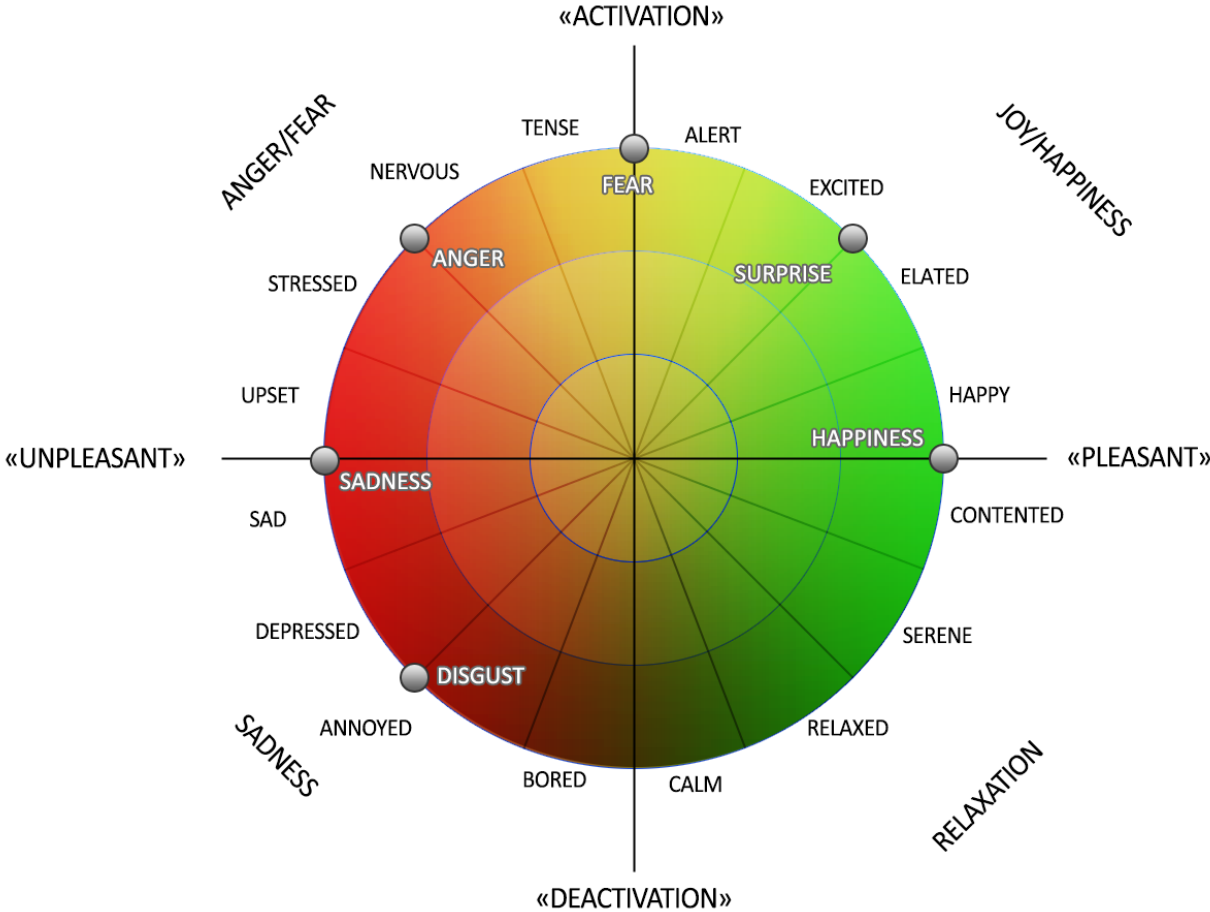 «ACTIVATION»
ANGER/FEAR
JOY/HAPPINESS
TENSE
ALERT
NERVOUS
FEAR
EXCITED
ANGER
SURPRISE
STRESSED
ELATED
UPSET
HAPPY
HAPPINESS
«UNPLEASANT»
«PLEASANT»
SADNESS
SAD
CONTENTED
DEPRESSED
SERENE
DISGUST
ANNOYED
RELAXED
SADNESS
BORED
CALM
RELAXATION
«DEACTIVATION»